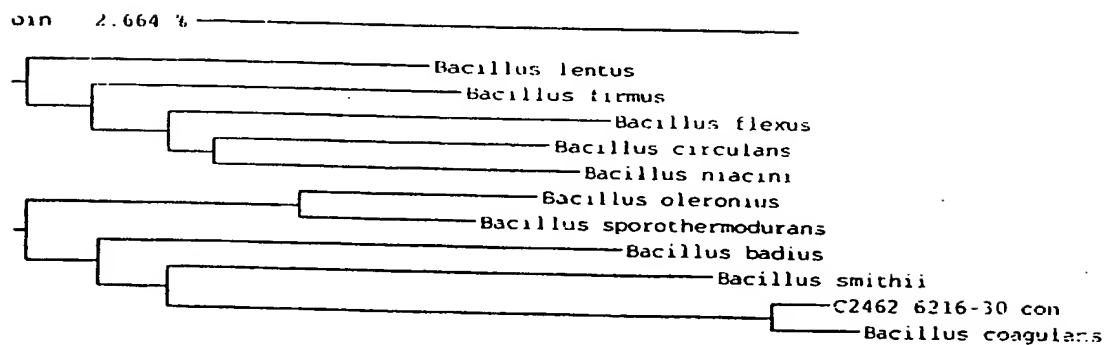 2.664 %
Bacillus lentus
Bacillus firmus
Bacillus flexus
Bacillus circulans
Bacillus niacini
Bacillus oleronius
Bacillus sporothermodurans
Bacillus badius
Bacillus smithii
C2462 6216-30 con
Bacillus coagulans